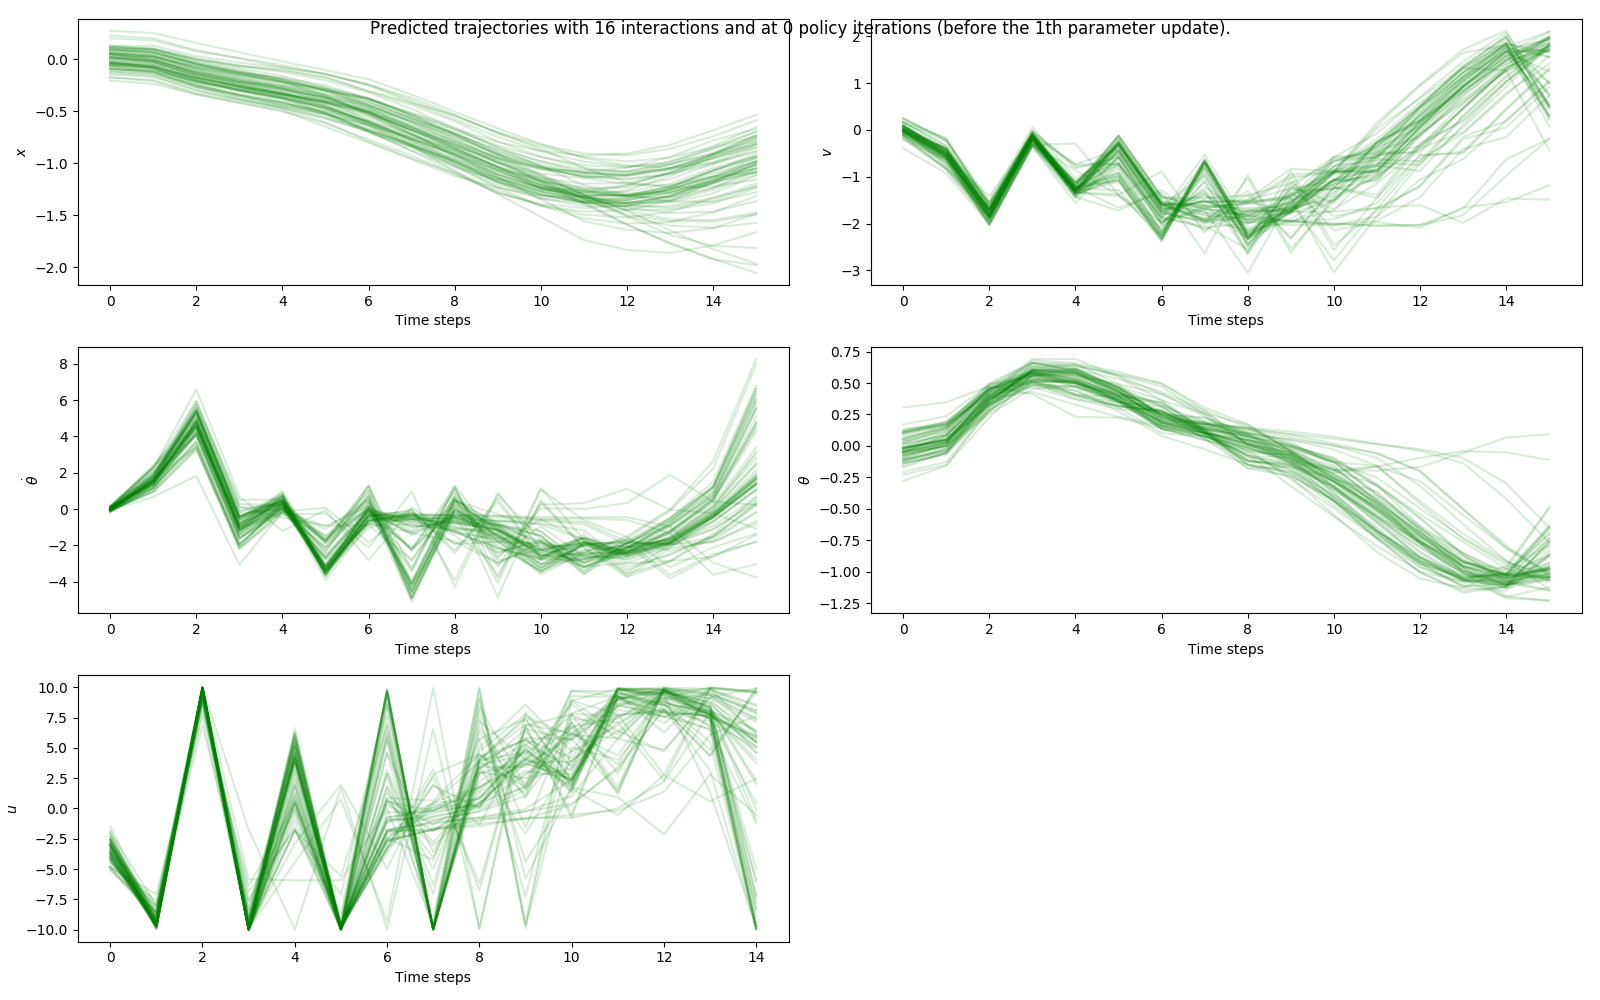 Predicted trajectories with 16 interactions and at 0 policy iterations (before the 1th parameter update).
0.0
−0.5
−1.0
−1.5
−2.0
x
0 2 4 6 8 10 12 14
Time steps
2
1
0
−1
−2
−3
v
0 2 4 6 8 10 12 14
Time steps
8
6
4
2
0
−2
−4
θ̇
0 2 4 6 8 10 12 14
Time steps
0.75
0.50
0.25
0.00
−0.25
−0.50
−0.75
−1.00
−1.25
θ
0 2 4 6 8 10 12 14
Time steps
10.0
7.5
5.0
2.5
0.0
−2.5
−5.0
−7.5
−10.0
u
0 2 4 6 8 10 12 14
Time steps